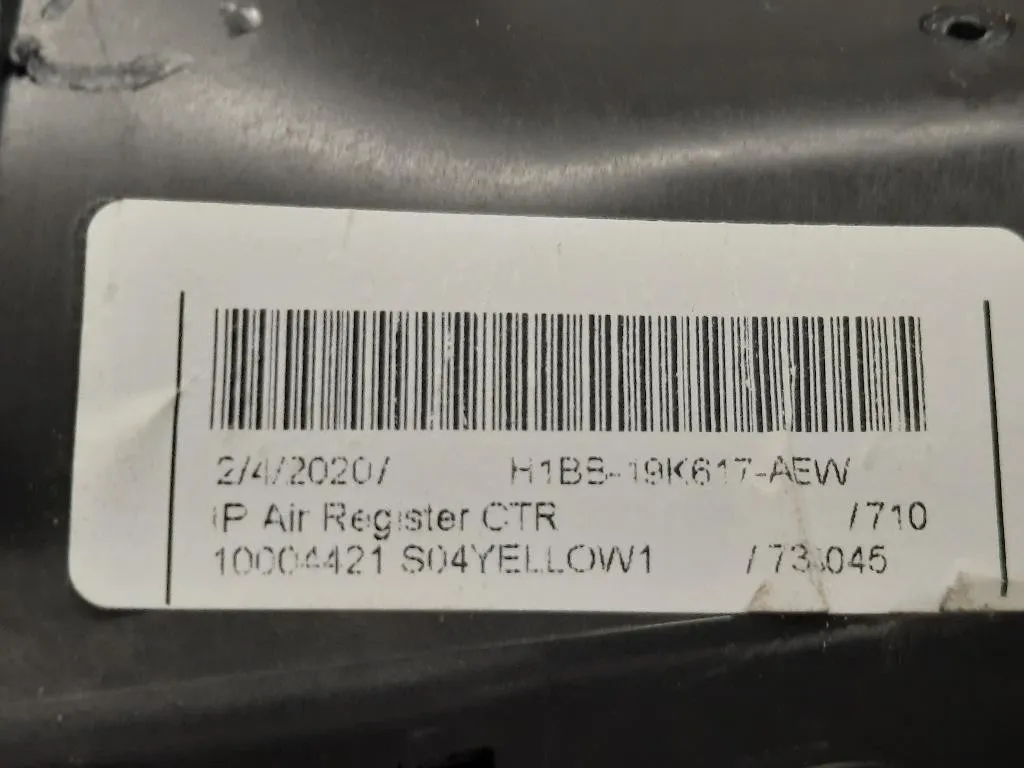 2/4/2020/ H1BB-19K617-AEW
IP Air Register CTR /710
10004421 S04YELLOW1